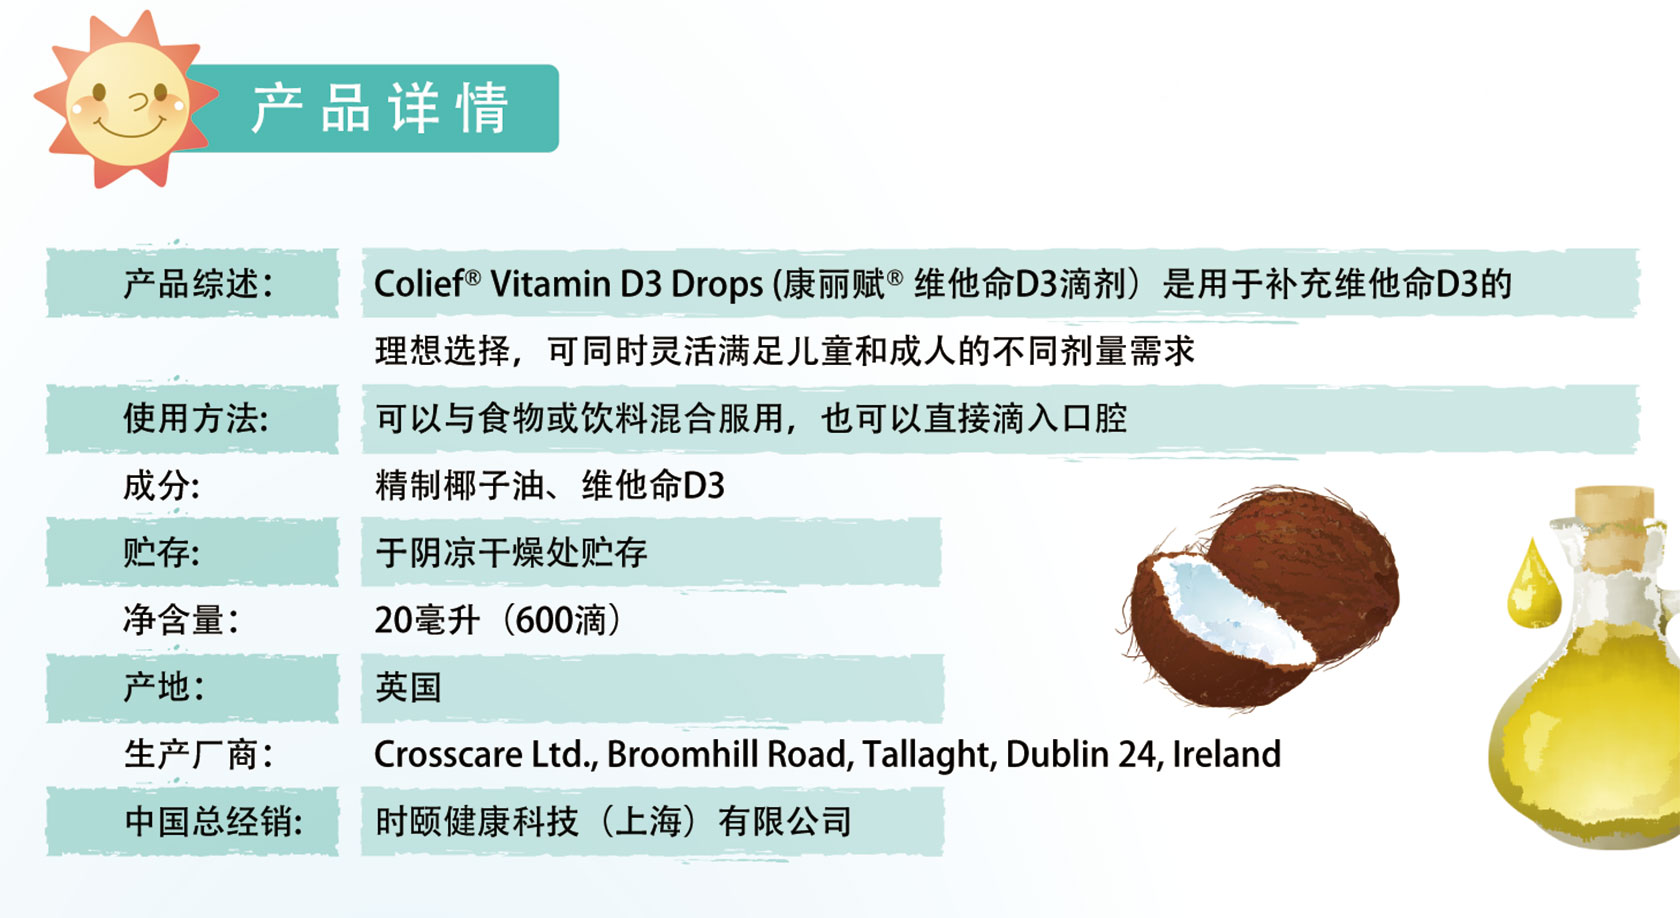 产品详情
产品综述： Colief® Vitamin D3 Drops (康丽赋® 维他命D3滴剂）是用于补充维他命D3的
理想选择，可同时灵活满足儿童和成人的不同剂量需求
使用方法: 可以与食物或饮料混合服用，也可以直接滴入口腔
成分: 精制椰子油、维他命D3
贮存: 于阴凉干燥处贮存
净含量： 20毫升（600滴）
产地： 英国
生产厂商： Crosscare Ltd., Broomhill Road, Tallaght, Dublin 24, Ireland
中国总经销: 时颐健康科技（上海）有限公司